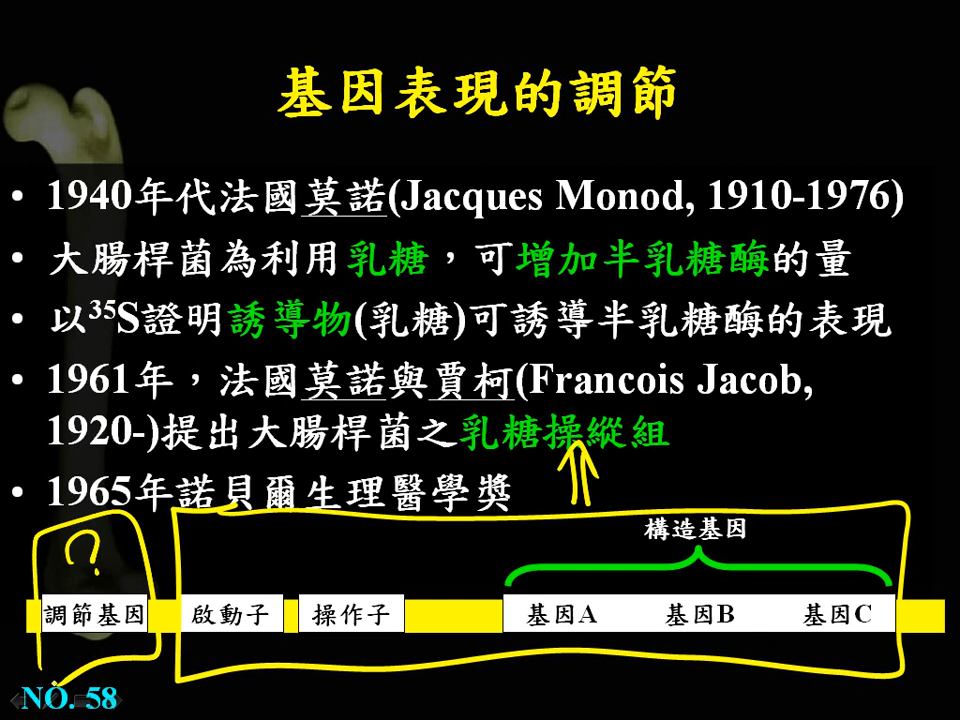 基因表現的調節
• 1940年代法國莫諾(Jacques Monod, 1910-1976)
• 大腸桿菌為利用乳糖，可增加半乳糖酶的量
• 以³⁵S證明誘導物(乳糖)可誘導半乳糖酶的表現
• 1961年，法國莫諾與賈柯(Francois Jacob,
1920-)提出大腸桿菌之乳糖操縱組
• 1965年諾貝爾生理醫學獎
構造基因
?
調節基因 啟動子 操作子 基因A 基因B 基因C
NO. 58